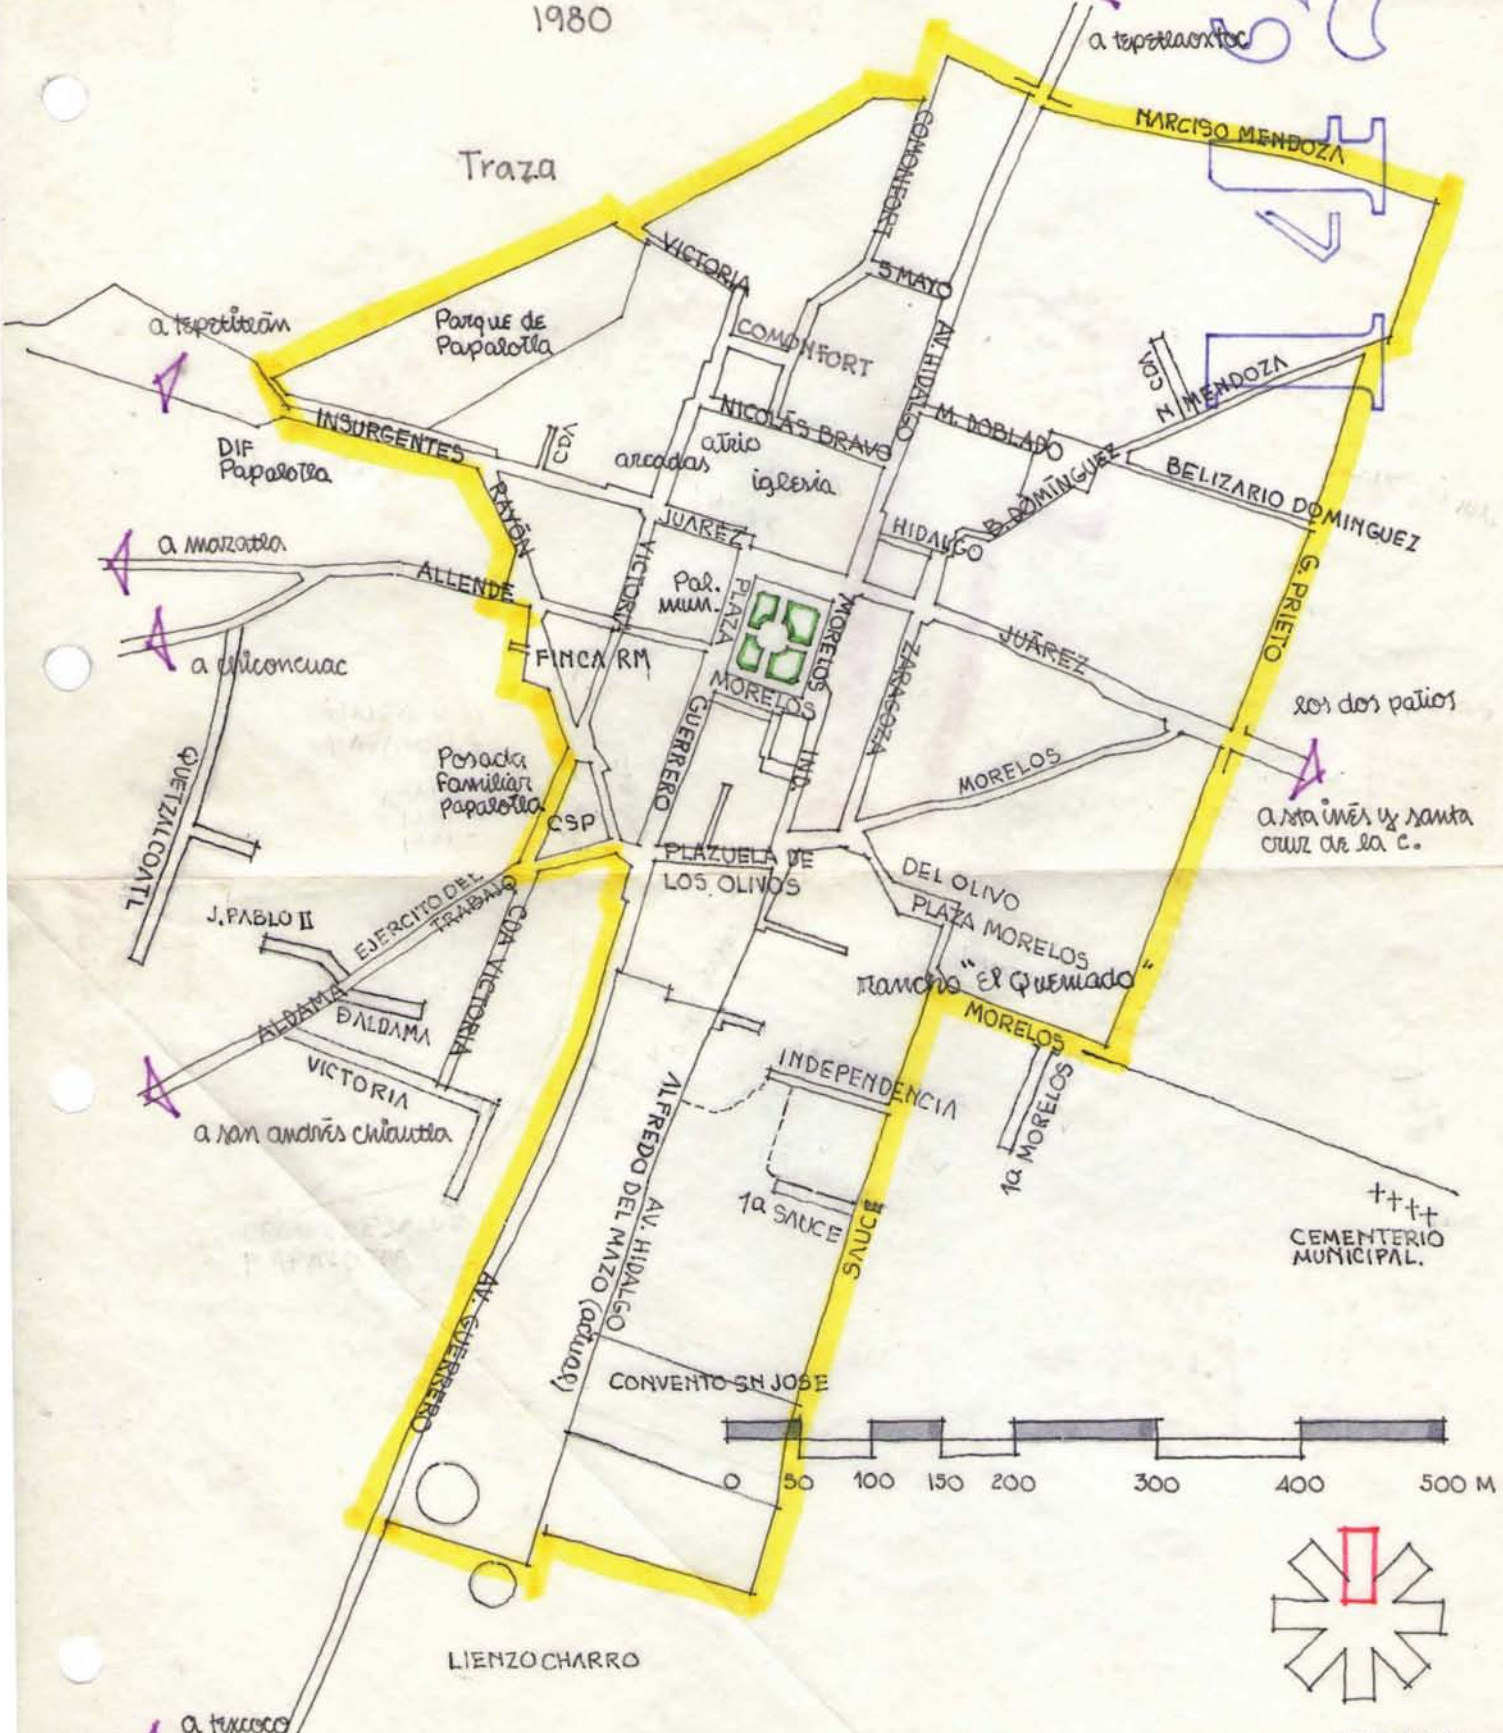 1980
a tepetlaoxtoc
NARCISO MENDOZA
Traza
COMONFORT
VICTORIA
5 MAYO
a tepetitlán
Parque de
Papalotla
COMONFORT
AV. HIDALGO
CDA
N MENDOZA
INSURGENTES
CDA
NICOLÁS BRAVO
M. DOBLADO
DIF
Papalotla
arcadas
atrio
iglesia
B. DOMÍNGUEZ
BELIZARIO DOMINGUEZ
RAYÓN
JUAREZ
HIDALGO
a mazatla
ALLENDE
VICTORIA
Pal.
mun.
PLAZA
MORELOS
G. PRIETO
a chiconcuac
FINCA RM
MORELOS
ZARAGOZA
JUÁREZ
los dos patios
QUETZALCOATL
Posada
Familiar
papalotla
GUERRERO
IND.
MORELOS
a sta inés y santa
cruz de la c.
CSP
PLAZUELA DE
LOS OLIVOS
DEL OLIVO
PLAZA MORELOS
J. PABLO II
EJERCITO DEL
TRABAJO
CDA VICTORIA
rancho "El Quemado"
ALDAMA
D ALDAMA
MORELOS
VICTORIA
INDEPENDENCIA
1a MORELOS
a san andrés chiautla
ALFREDO DEL MAZO (actual)
AV. HIDALGO
1a SAUCE
SAUCE
CEMENTERIO
MUNICIPAL.
AV. GUERRERO
CONVENTO SN JOSE
0 50 100 150 200 300 400 500 M
LIENZO CHARRO
a texcoco